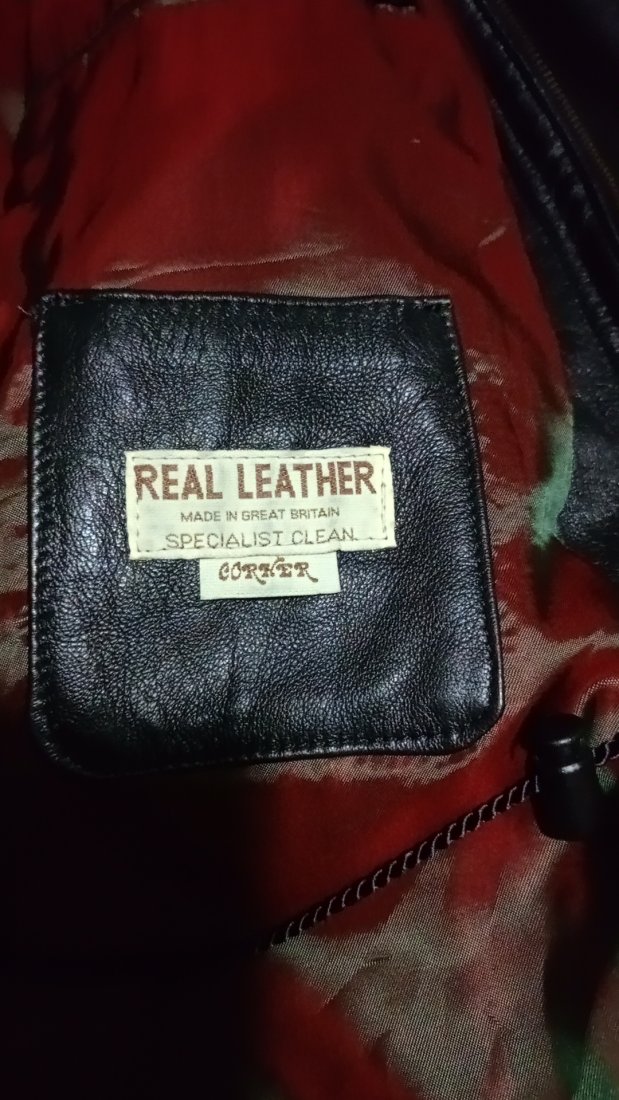 REAL LEATHER
MADE IN GREAT BRITAIN
SPECIALIST CLEAN.
CORNER